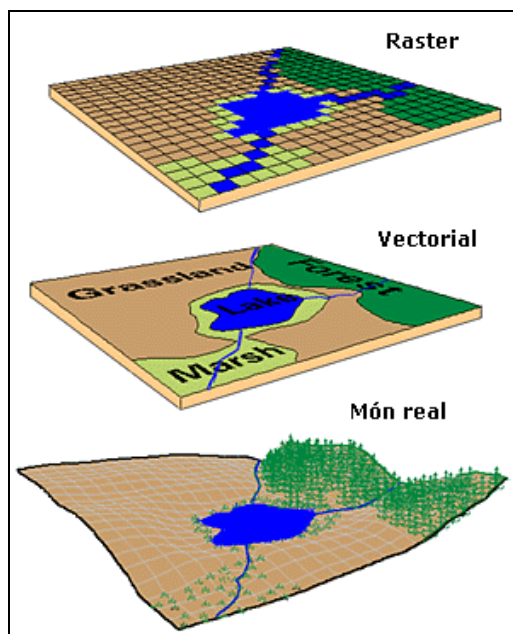 Raster
Vectorial
Grassland
Forest
Lake
Marsh
Món real